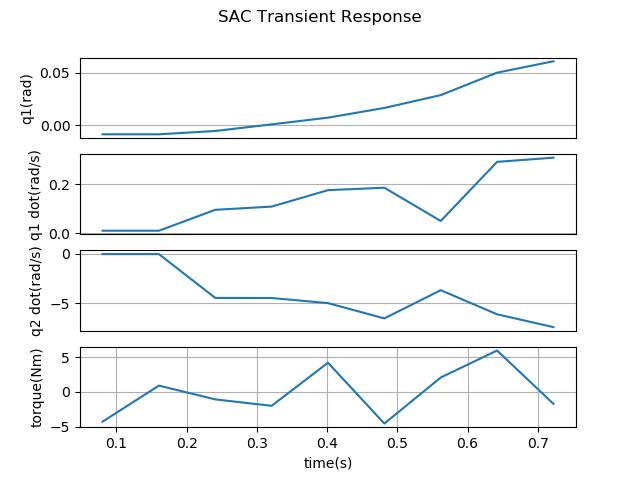 SAC Transient Response
q1(rad)
0.05
0.00
q1 dot(rad/s)
0.2
0.0
q2 dot(rad/s)
0
−5
torque(Nm)
5
0
−5
0.1 0.2 0.3 0.4 0.5 0.6 0.7
time(s)